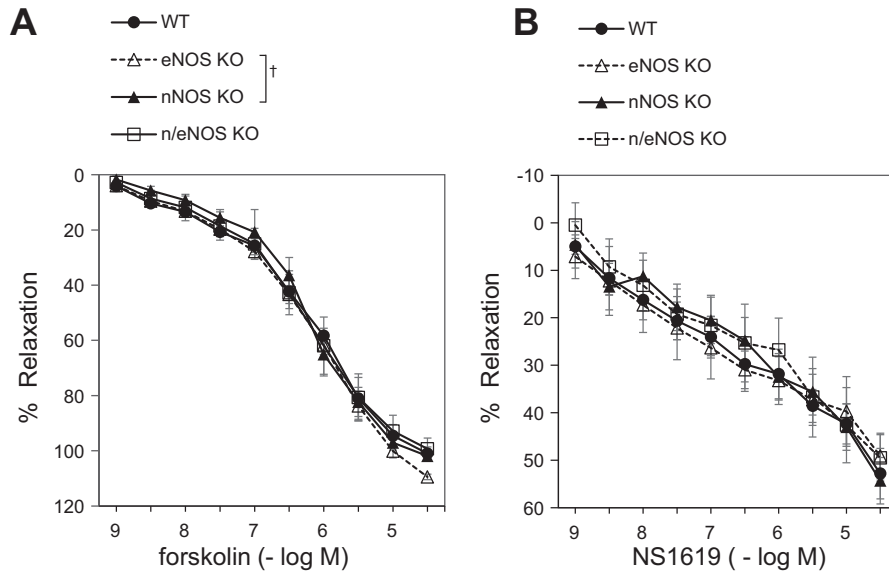 A
WT
eNOS KO
†
nNOS KO
n/eNOS KO
0
20
40
60
80
100
120
% Relaxation
9 8 7 6 5
forskolin (- log M)
B
WT
eNOS KO
nNOS KO
n/eNOS KO
-10
0
10
20
30
40
50
60
% Relaxation
9 8 7 6 5
NS1619 ( - log M)